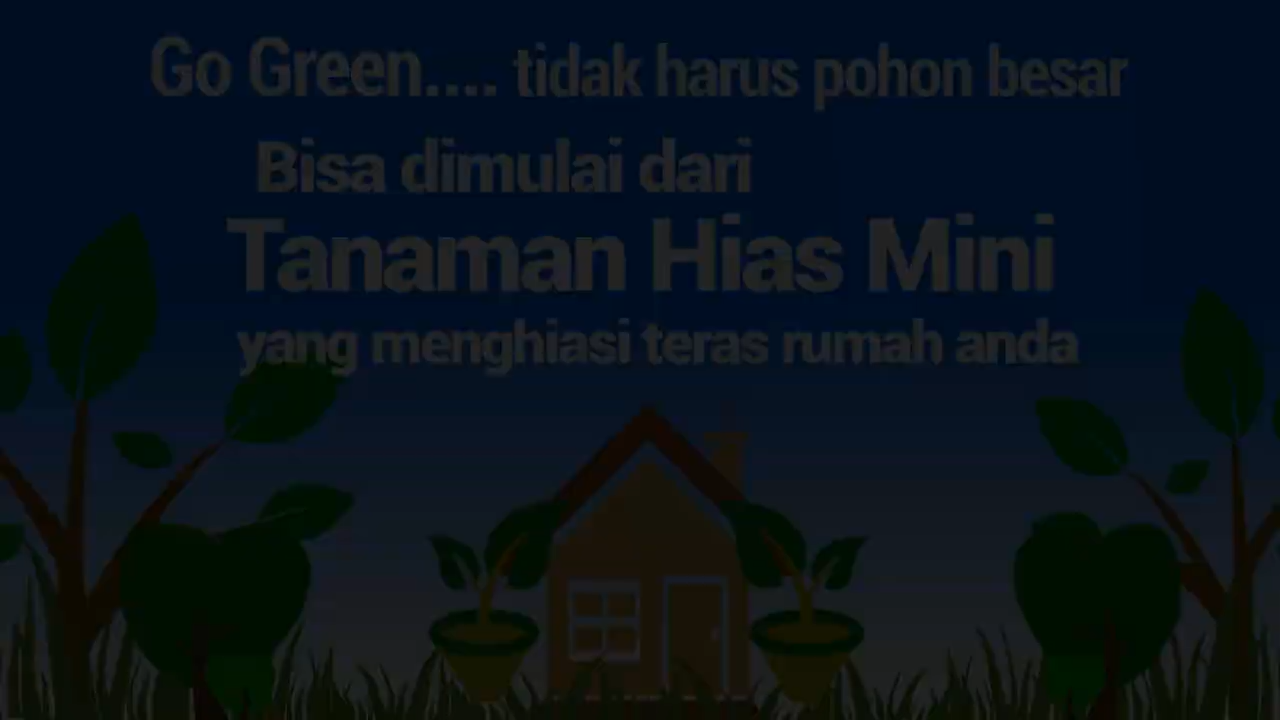 Go Green.... tidak harus pohon besar
Bisa dimulai dari
Tanaman Hias Mini
yang menghiasi teras rumah anda